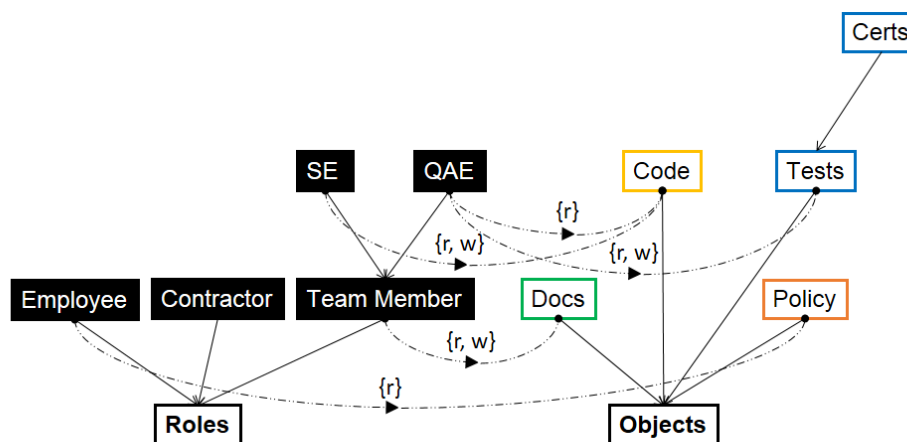 Certs
SE
QAE
Code
Tests
{r}
{r, w}
{r, w}
Employee
Contractor
Team Member
Docs
Policy
{r, w}
{r}
Roles
Objects